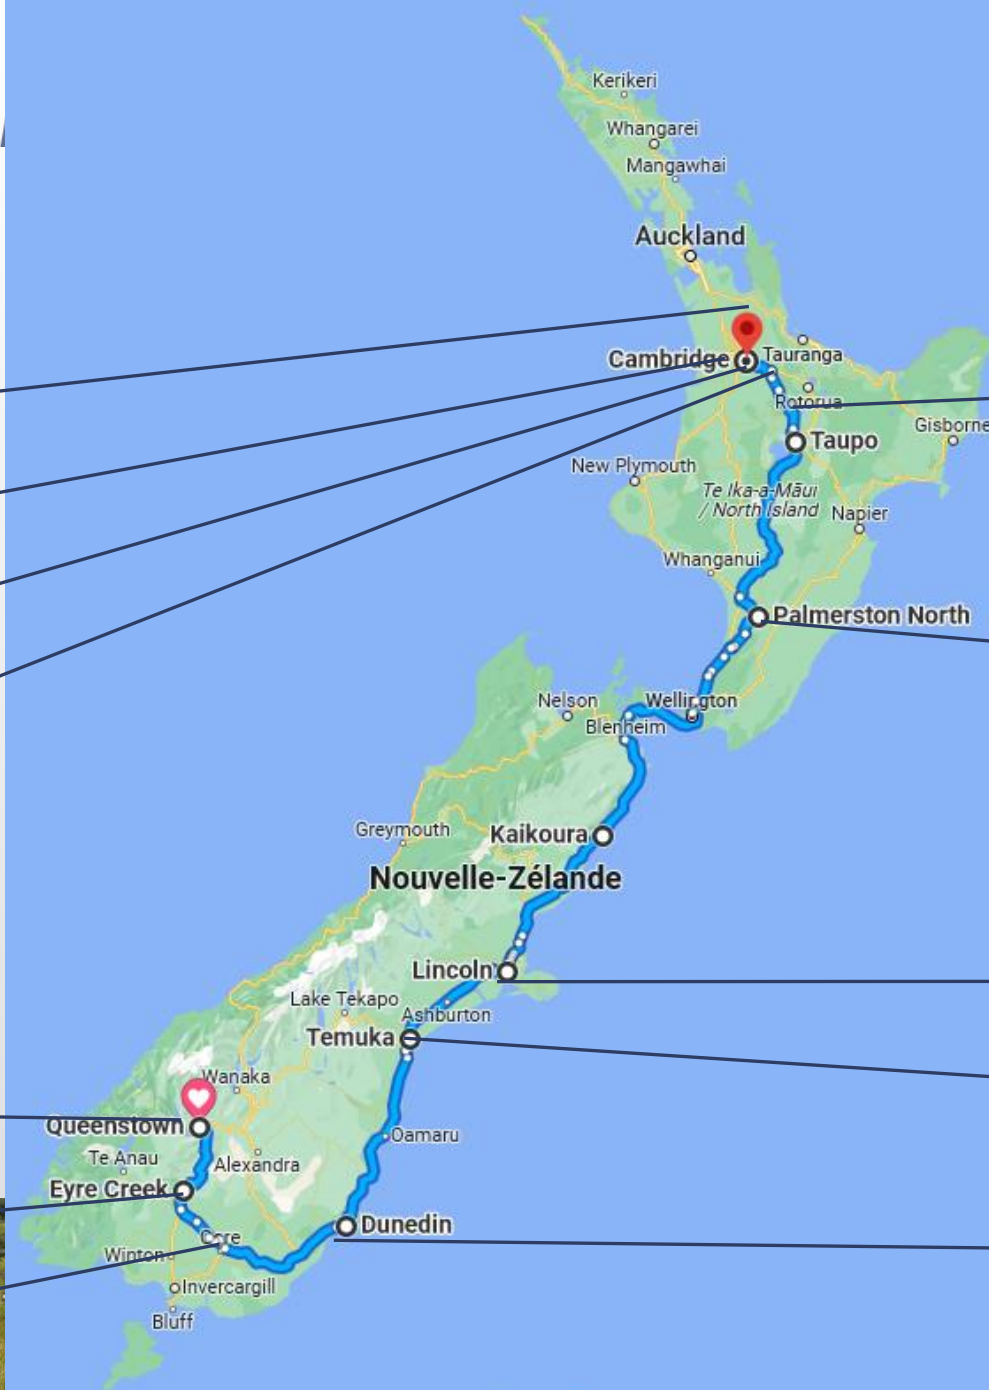 Kerikeri
Whangarei
Mangawhai
Auckland
Cambridge
Tauranga
Rotorua
Gisborne
Taupo
New Plymouth
Te Ika-a-Māui
/ North Island
Napier
Whanganui
Palmerston North
Nelson
Wellington
Blenheim
Greymouth
Kaikoura
Nouvelle-Zélande
Lincoln
Lake Tekapo
Ashburton
Temuka
Wanaka
Queenstown
Oamaru
Te Anau
Alexandra
Eyre Creek
Dunedin
Gore
Winton
Invercargill
Bluff